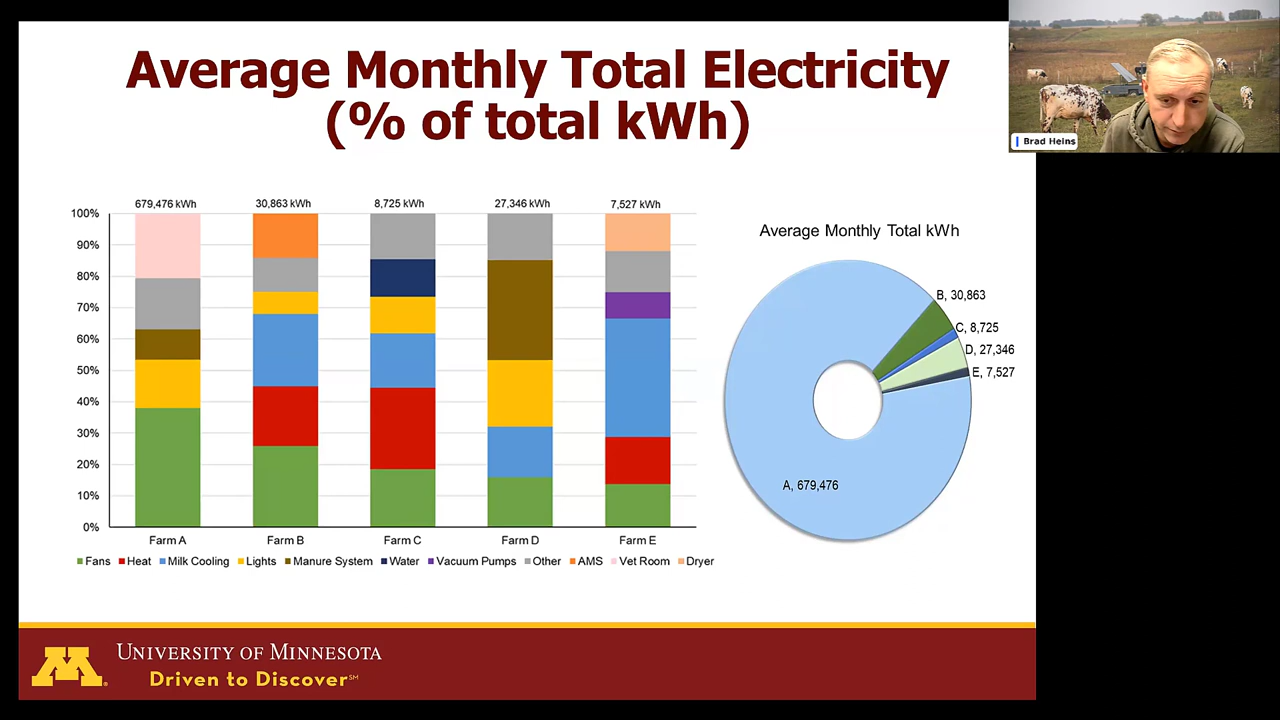 Average Monthly Total Electricity
(% of total kWh)
Brad Heins
679,476 kWh
30,863 kWh
8,725 kWh
27,346 kWh
7,527 kWh
100%
90%
80%
70%
60%
50%
40%
30%
20%
10%
0%
Farm A
Farm B
Farm C
Farm D
Farm E
Fans Heat Milk Cooling Lights Manure System Water Vacuum Pumps Other AMS Vet Room Dryer
Average Monthly Total kWh
B, 30,863
C, 8,725
D, 27,346
E, 7,527
A, 679,476
M
UNIVERSITY OF MINNESOTA
Driven to Discover℠